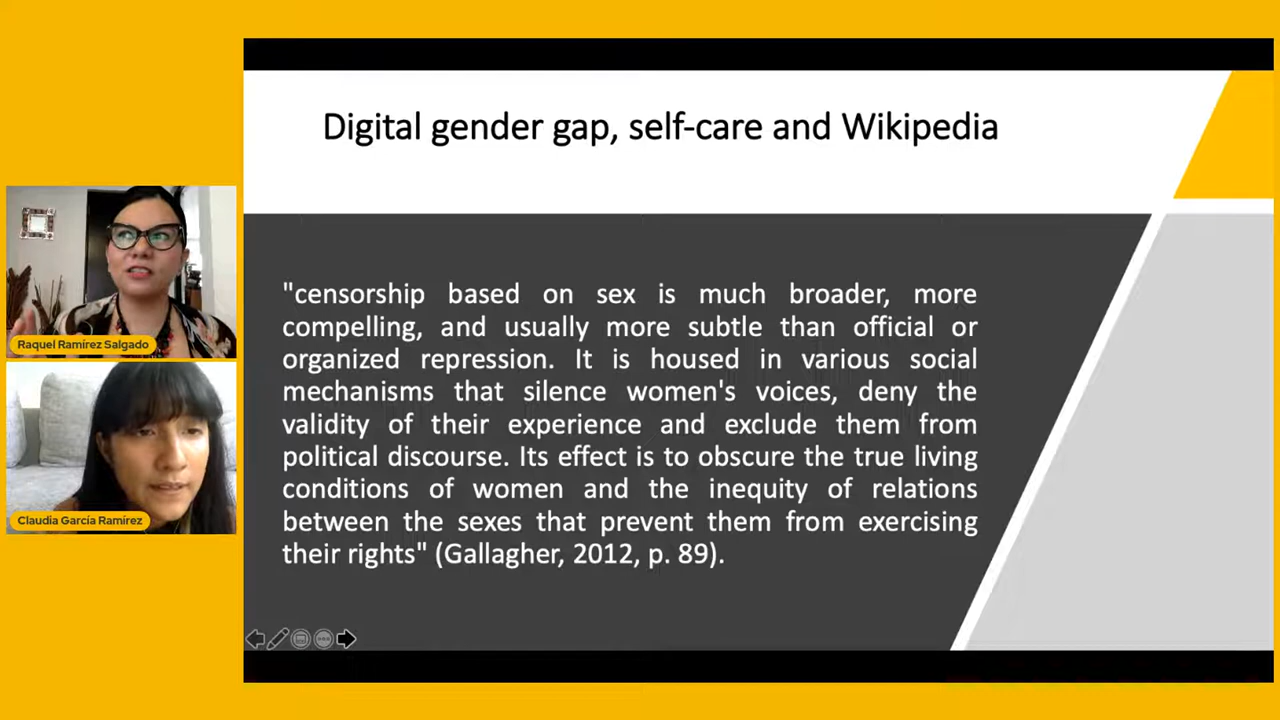 Digital gender gap, self-care and Wikipedia
Raquel Ramírez Salgado
Claudia García Ramírez
"censorship based on sex is much broader, more
compelling, and usually more subtle than official or
organized repression. It is housed in various social
mechanisms that silence women's voices, deny the
validity of their experience and exclude them from
political discourse. Its effect is to obscure the true living
conditions of women and the inequity of relations
between the sexes that prevent them from exercising
their rights" (Gallagher, 2012, p. 89).